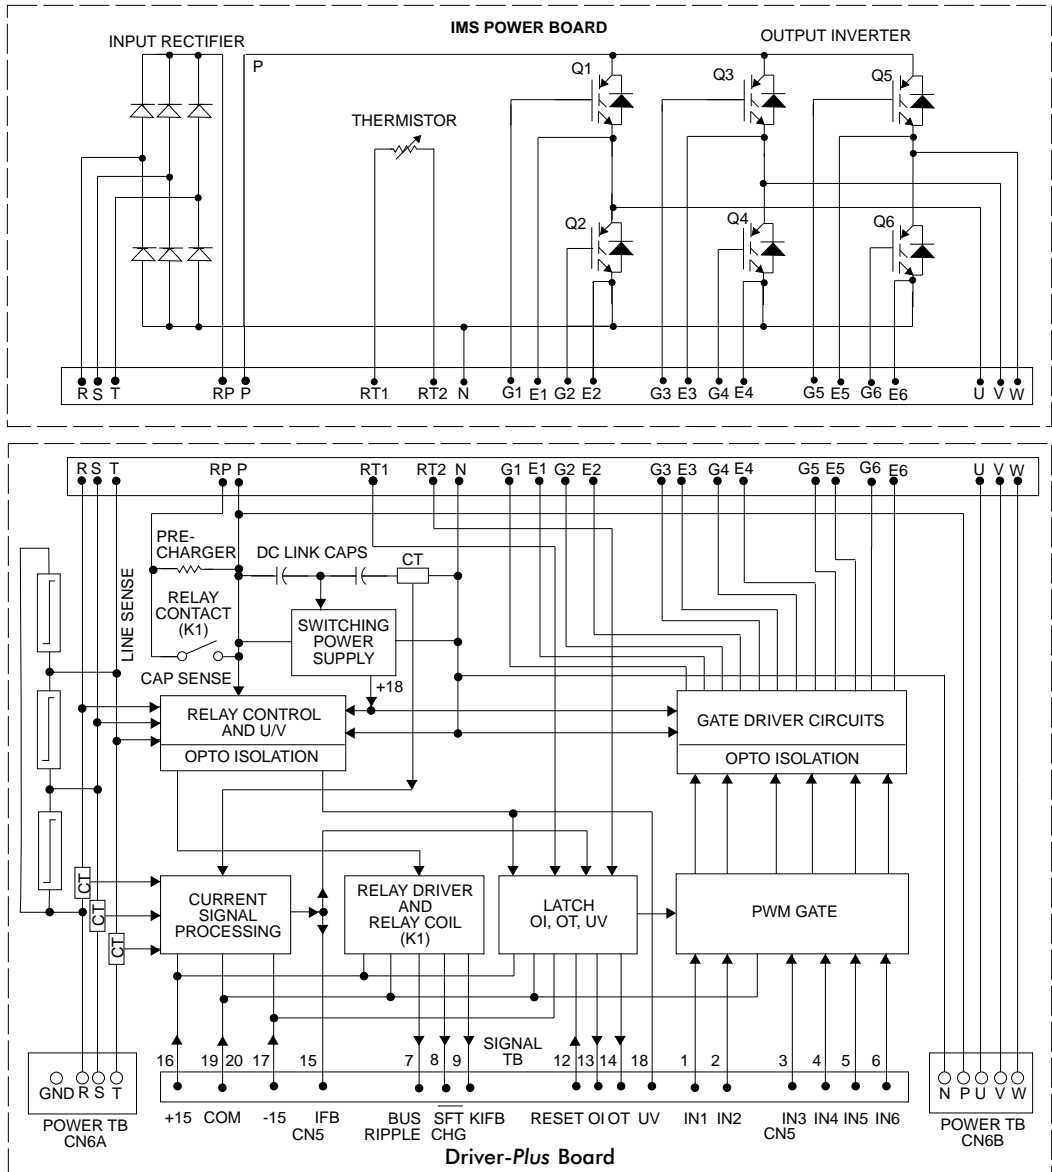 IMS POWER BOARD
INPUT RECTIFIER
OUTPUT INVERTER
P
Q1
Q3
Q5
THERMISTOR
Q2
Q4
Q6
R S T RP P RT1 RT2 N G1 E1 G2 E2 G3 E3 G4 E4 G5 E5 G6 E6 U V W
R S T RP P RT1 RT2 N G1 E1 G2 E2 G3 E3 G4 E4 G5 E5 G6 E6 U V W
PRE-
CHARGER
DC LINK CAPS
CT
LINE SENSE
RELAY
CONTACT
(K1)
SWITCHING
POWER
SUPPLY
CAP SENSE
+18
RELAY CONTROL
AND U/V
OPTO ISOLATION
GATE DRIVER CIRCUITS
OPTO ISOLATION
CT
CT
CT
CURRENT
SIGNAL
PROCESSING
RELAY DRIVER
AND
RELAY COIL
(K1)
LATCH
OI, OT, UV
PWM GATE
16 19 20 17 15 7 8 9 SIGNAL
TB 12 13 14 18 1 2 3 4 5 6
GND R S T
POWER TB
CN6A
+15 COM -15 IFB
CN5
BUS
RIPPLE
SFT
CHG
KIFB
RESET OI OT UV
IN1 IN2 IN3 IN4 IN5 IN6
CN5
N P U V W
POWER TB
CN6B
Driver-Plus Board